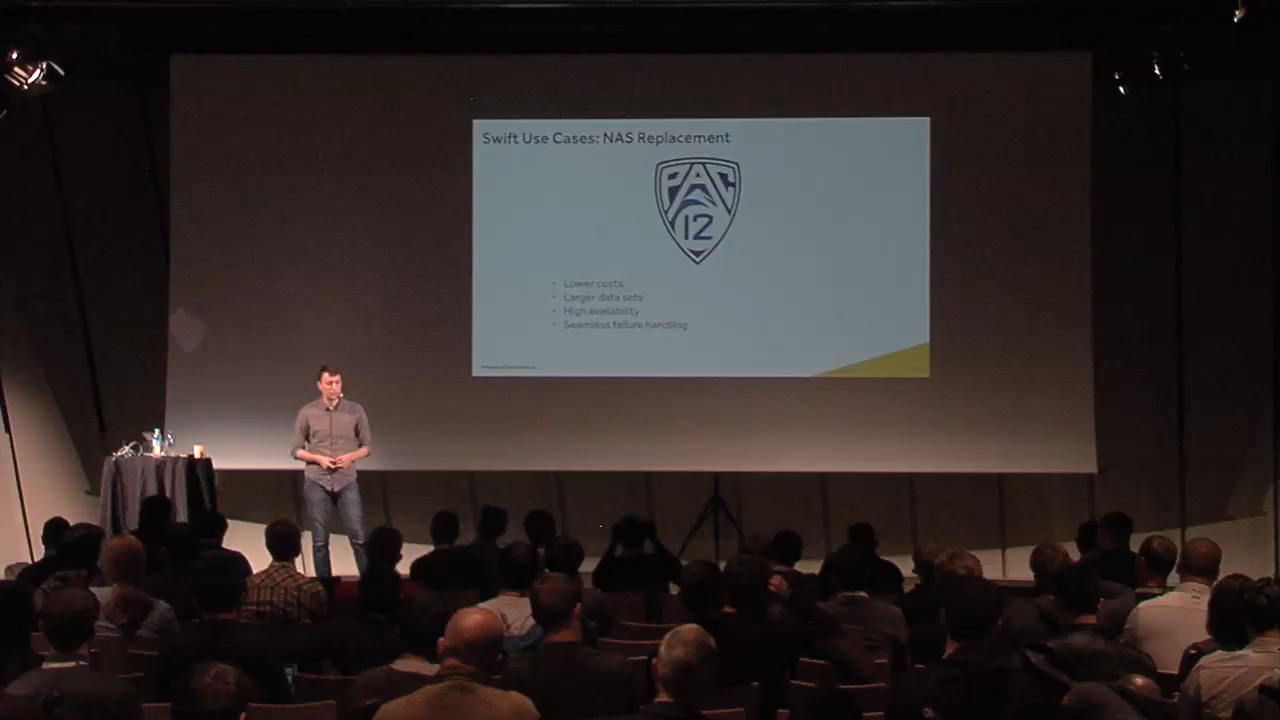 Swift Use Cases: NAS Replacement
PAC
12
• Lower costs
• Larger data sets
• High availability
• Seamless failure handling